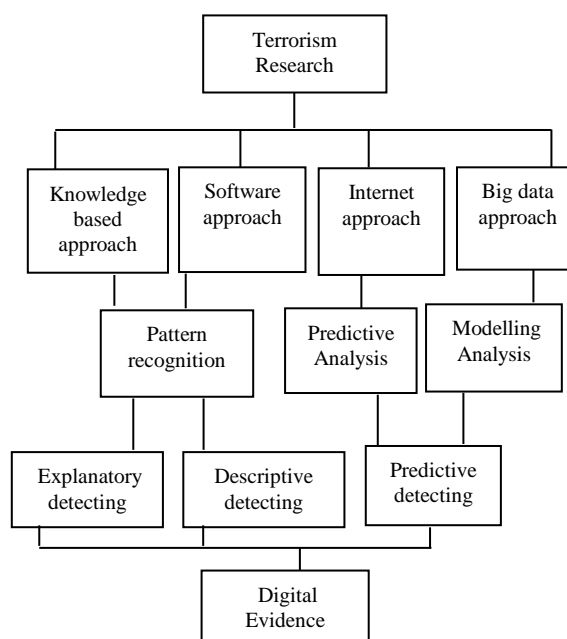 Terrorism
Research
Knowledge
based
approach
Software
approach
Internet
approach
Big data
approach
Pattern
recognition
Predictive
Analysis
Modelling
Analysis
Explanatory
detecting
Descriptive
detecting
Predictive
detecting
Digital
Evidence